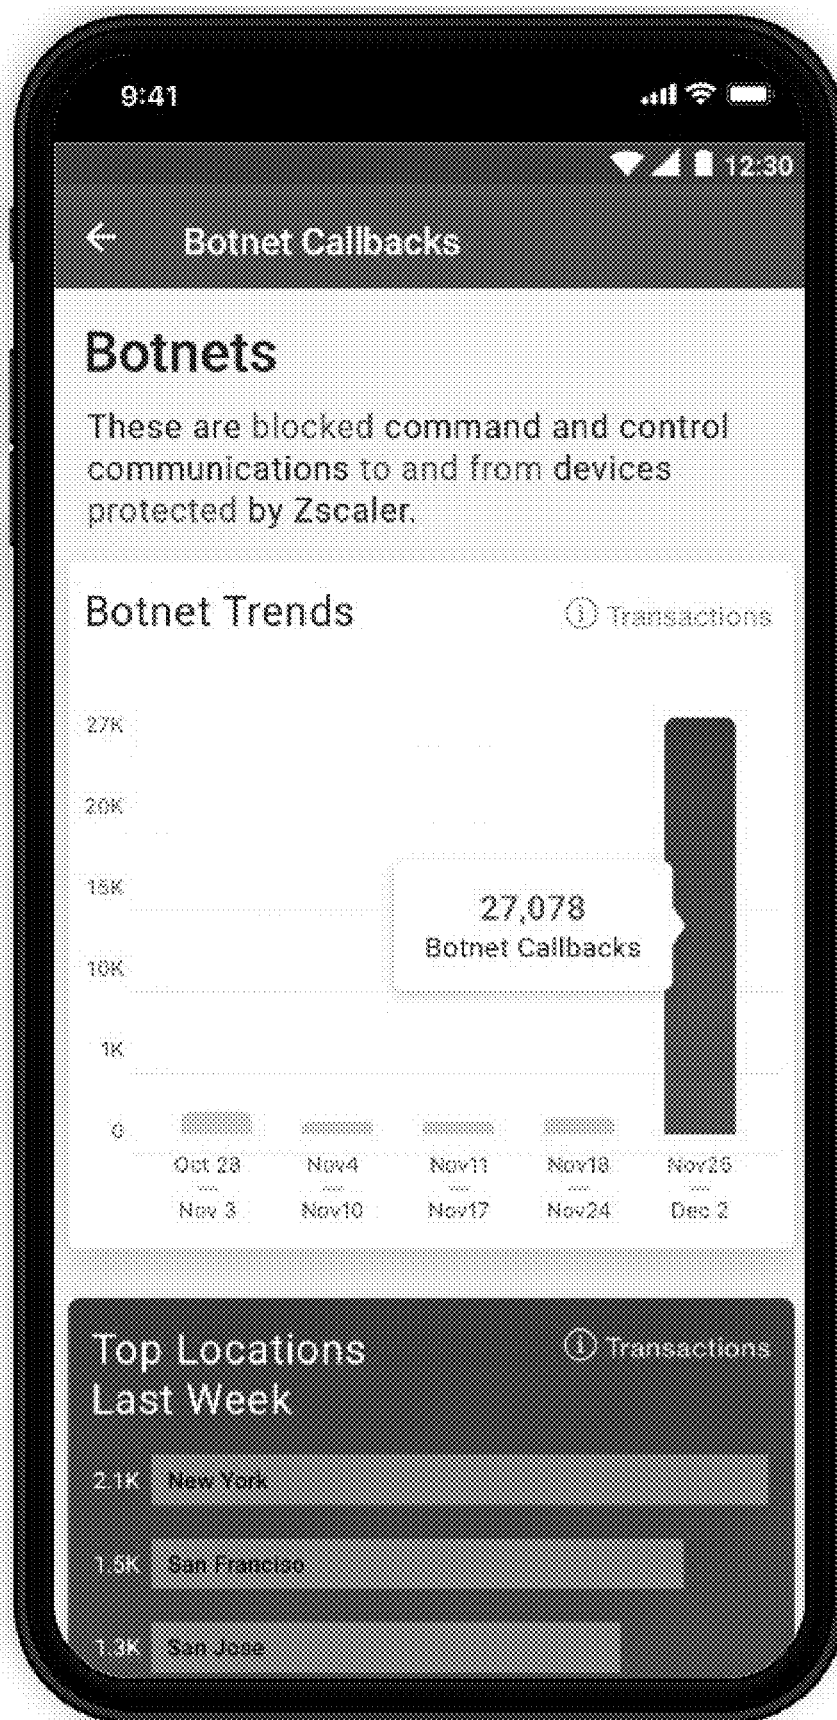 9:41
12:30
Botnet Callbacks
Botnets
These are blocked command and control
communications to and from devices
protected by Zscaler.
Botnet Trends
Transactions
27K
20K
15K
10K
1K
0
27,078
Botnet Callbacks
Oct 28 Nov4 Nov11 Nov18 Nov25
— — — — —
Nov 3 Nov10 Nov17 Nov24 Dec 2
Top Locations
Last Week
Transactions
2.1K New York
1.5K San Franciso
1.3K San Jose